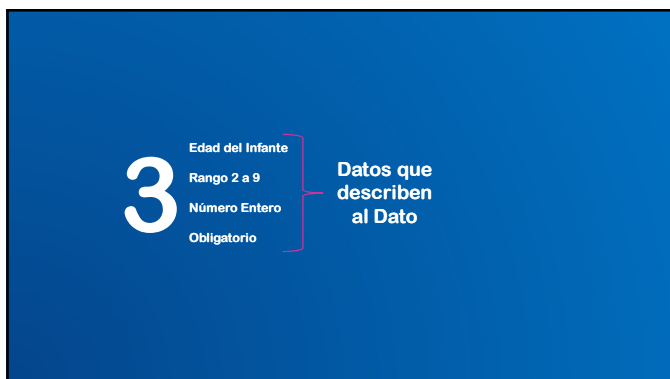 3
Edad del Infante
Rango 2 a 9
Número Entero
Obligatorio
Datos que
describen
al Dato